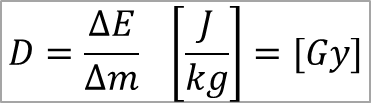 D = ΔE/Δm [J/kg] = [Gy]